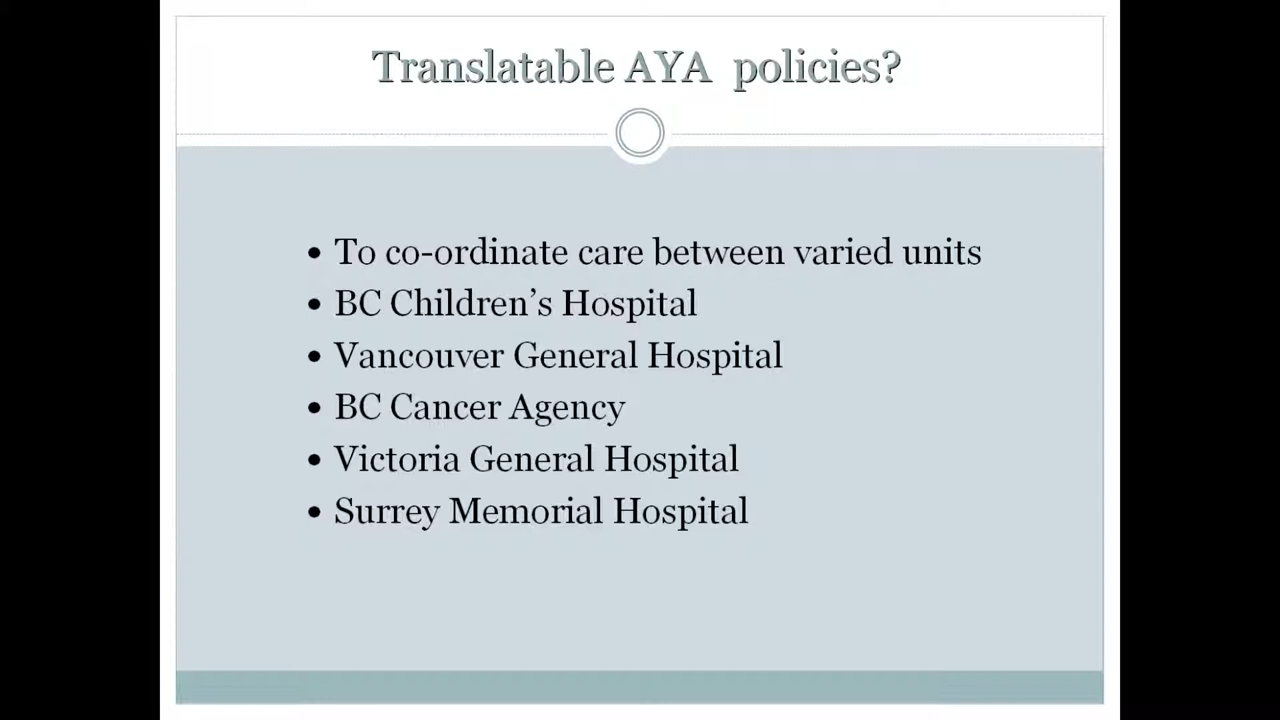 Translatable AYA policies?
• To co-ordinate care between varied units
• BC Children’s Hospital
• Vancouver General Hospital
• BC Cancer Agency
• Victoria General Hospital
• Surrey Memorial Hospital